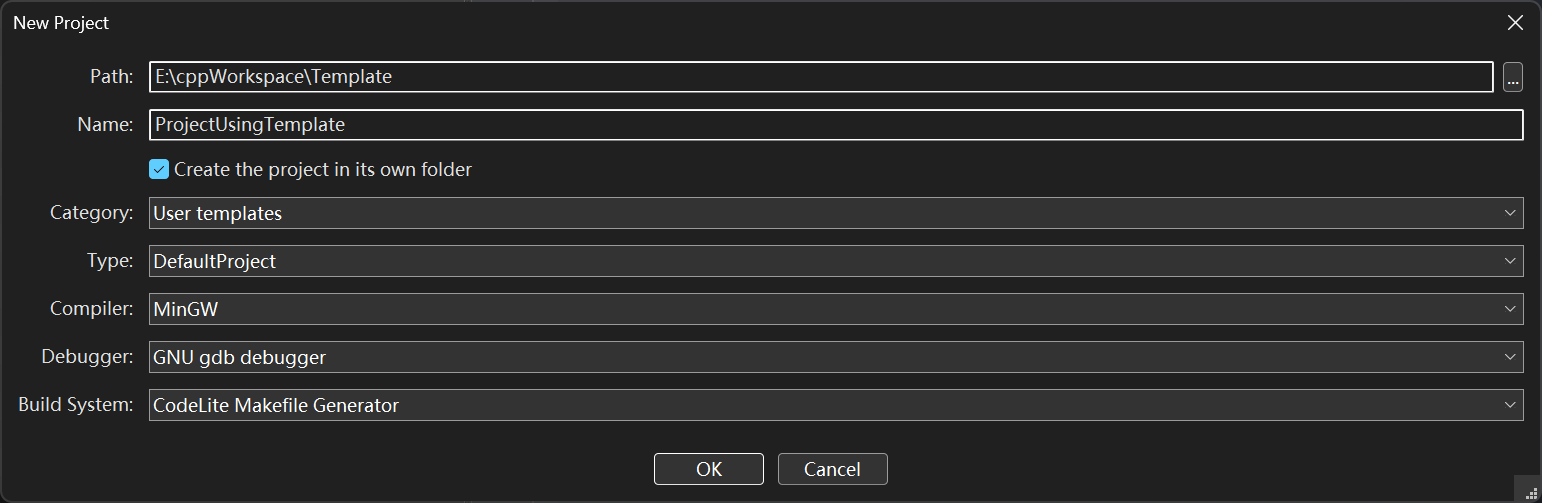 New Project
Path: E:\cppWorkspace\Template ...
Name: ProjectUsingTemplate
Create the project in its own folder
Category: User templates
Type: DefaultProject
Compiler: MinGW
Debugger: GNU gdb debugger
Build System: CodeLite Makefile Generator
OK Cancel